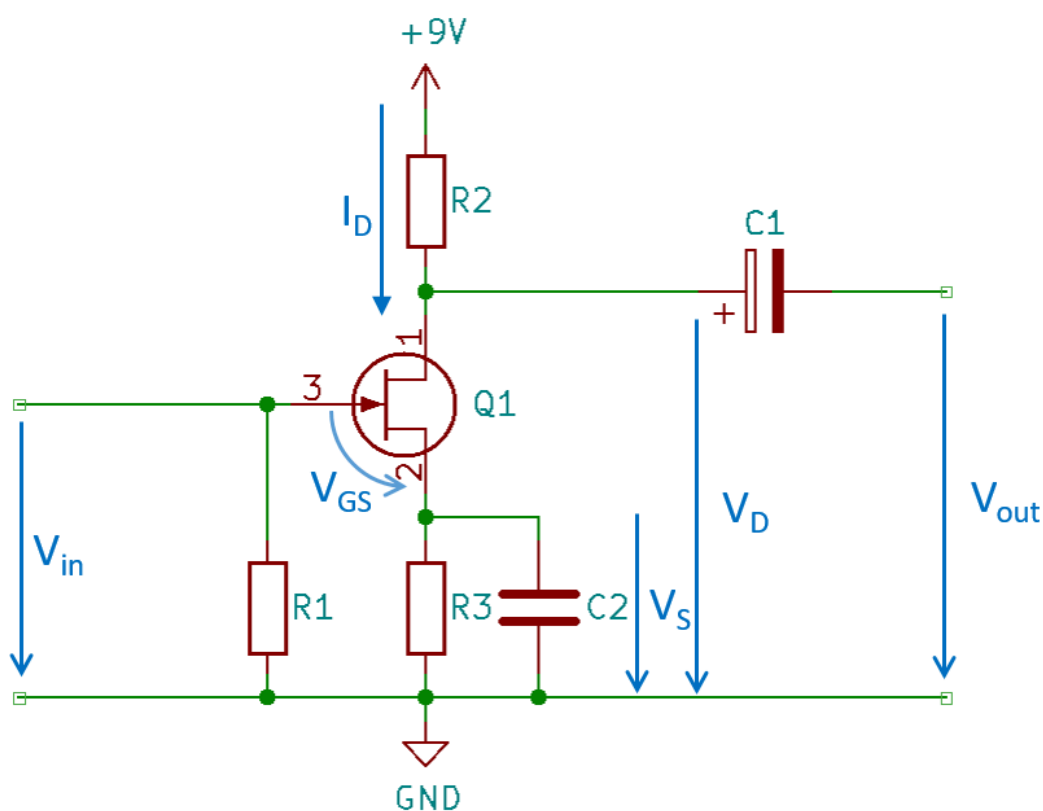 +9V
R2
I_D
C1
+
1
3
Q1
2
V_GS
V_D
V_out
V_in
R1
R3
C2
V_S
GND